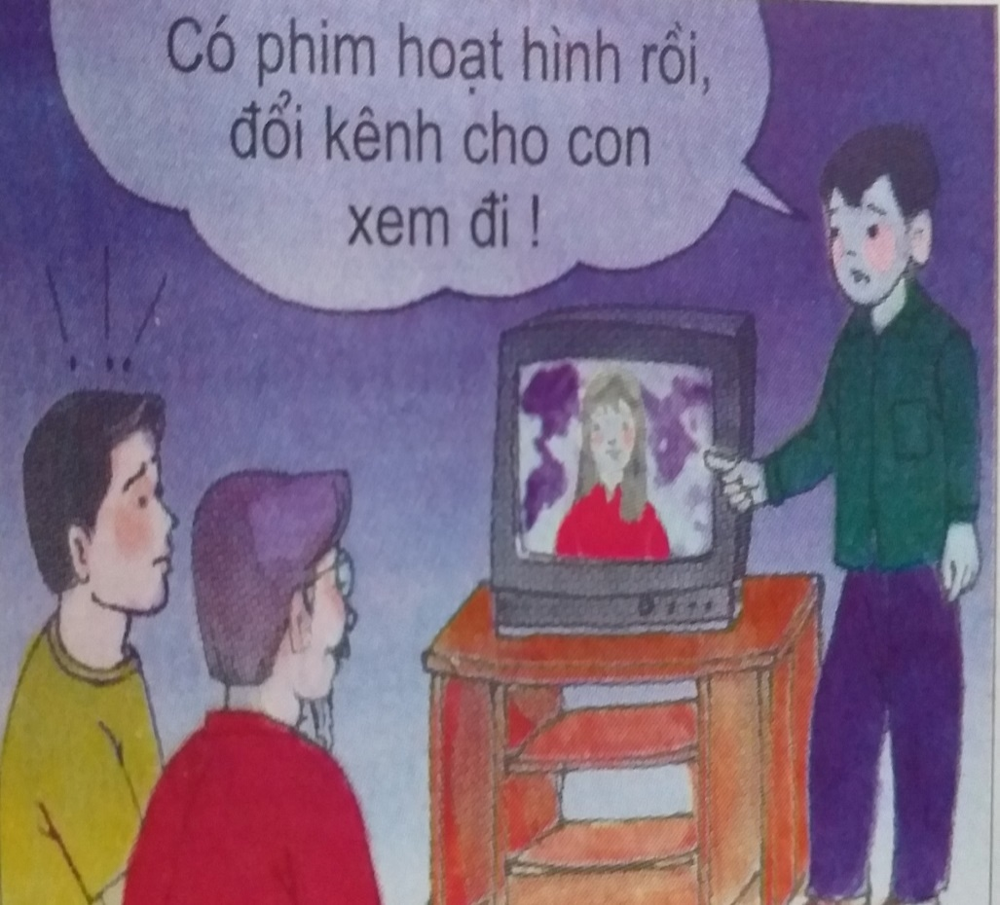 Có phim hoạt hình rồi,
đổi kênh cho con
xem đi !